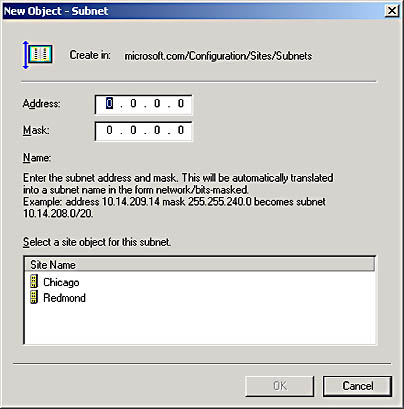 New Object - Subnet
Create in: microsoft.com/Configuration/Sites/Subnets
Address: 0 . 0 . 0 . 0
Mask: 0 . 0 . 0 . 0
Name:
Enter the subnet address and mask. This will be automatically translated
into a subnet name in the form network/bits-masked.
Example: address 10.14.209.14 mask 255.255.240.0 becomes subnet
10.14.208.0/20.
Select a site object for this subnet.
Site Name
Chicago
Redmond
OK Cancel